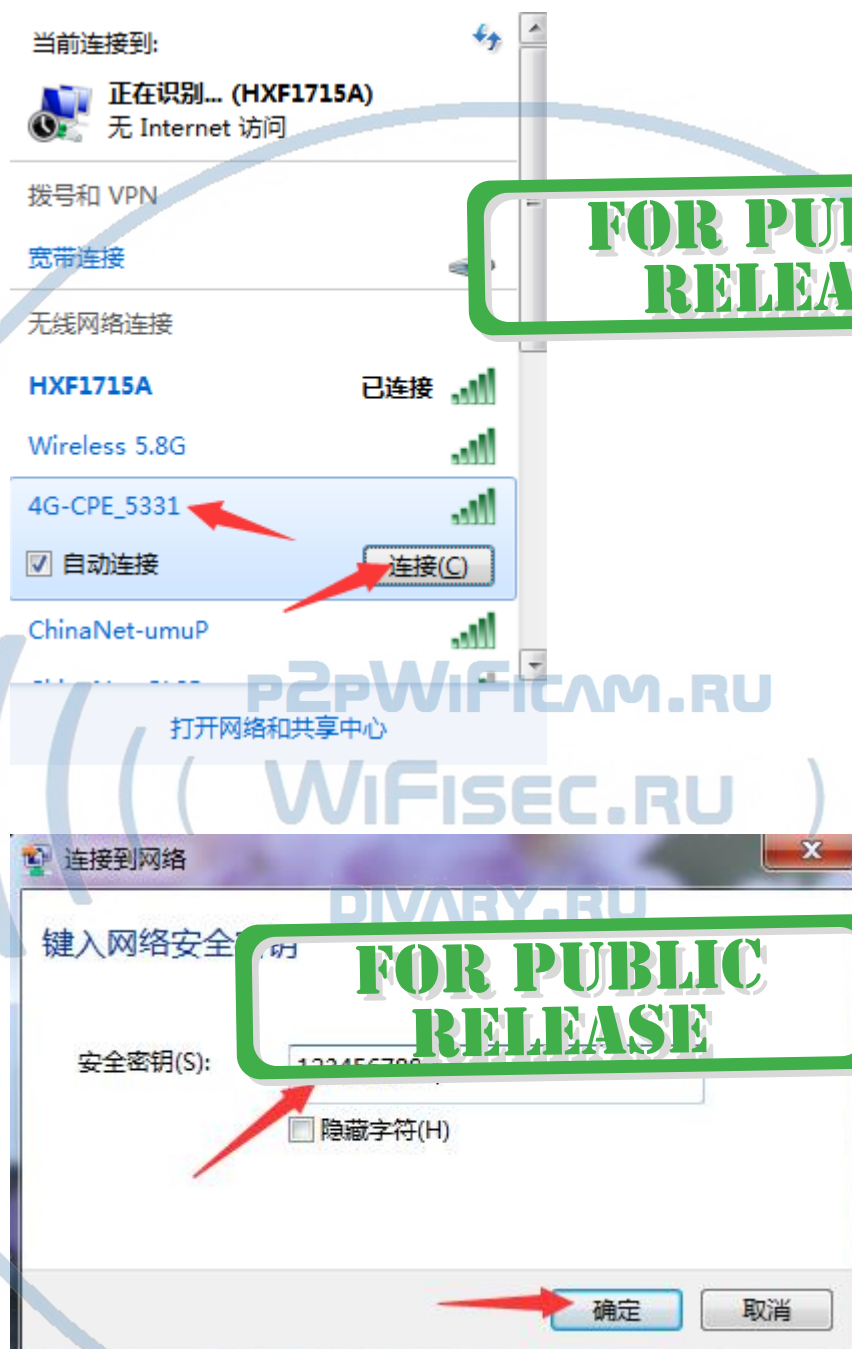 当前连接到:
正在识别... (HXF1715A)
无 Internet 访问
拨号和 VPN
宽带连接
FOR
无线网络连接
HXF1715A 已连接
Wireless 5.8G
4G-CPE_5331
自动连接 连接(C)
ChinaNet-umuP
P2PWIFICAM.RU
打开网络和共享中心
WIFISEC.RU
连接到网络
DIVARY.RU
键入网络安全
FOR PUBLIC
RELEASE
安全密钥(S):
隐藏字符(H)
确定 取消